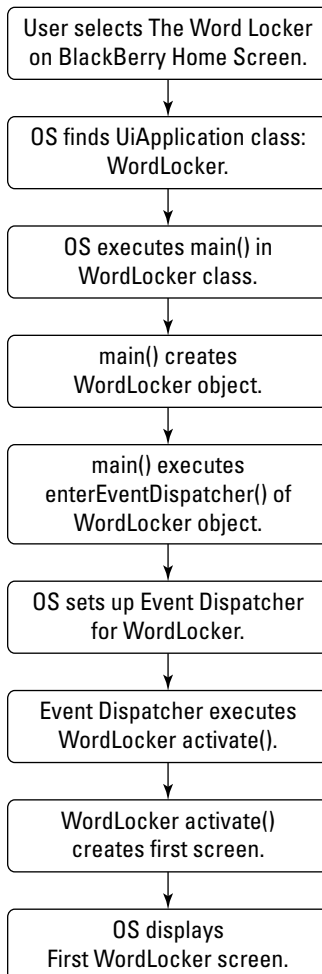 User selects The Word Locker
on BlackBerry Home Screen.
OS finds UiApplication class:
WordLocker.
OS executes main() in
WordLocker class.
main() creates
WordLocker object.
main() executes
enterEventDispatcher() of
WordLocker object.
OS sets up Event Dispatcher
for WordLocker.
Event Dispatcher executes
WordLocker activate().
WordLocker activate()
creates first screen.
OS displays
First WordLocker screen.